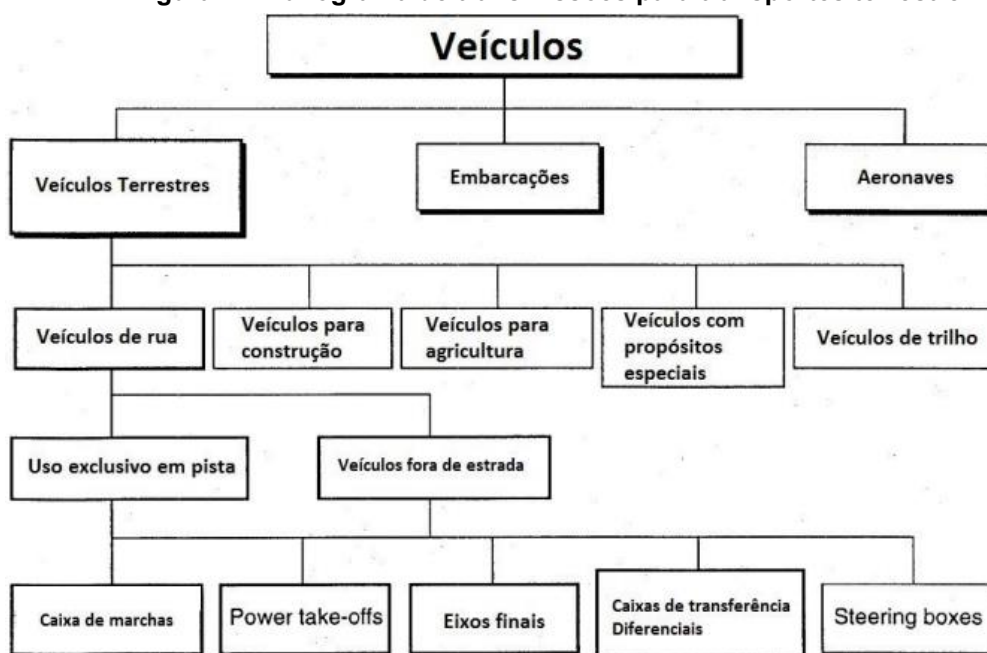 Veículos
Veículos Terrestres
Embarcações
Aeronaves
Veículos de rua
Veículos para
construção
Veículos para
agricultura
Veículos com
propósitos
especiais
Veículos de trilho
Uso exclusivo em pista
Veículos fora de estrada
Caixa de marchas
Power take-offs
Eixos finais
Caixas de transferência
Diferenciais
Steering boxes